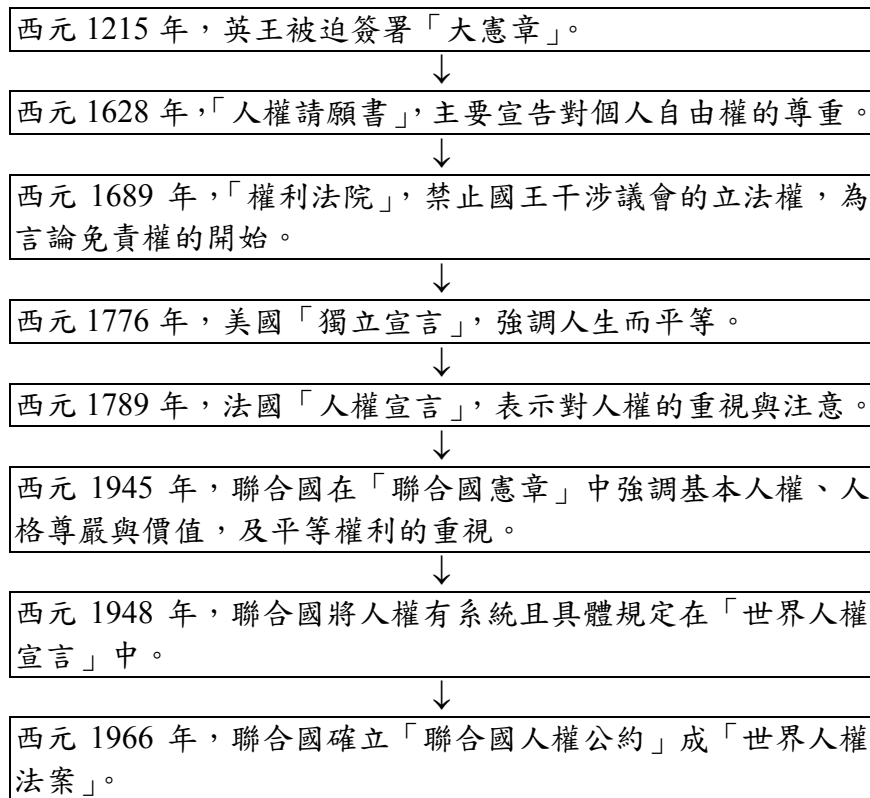 西元 1215 年，英王被迫簽署「大憲章」。
↓
西元 1628 年，「人權請願書」，主要宣告對個人自由權的尊重。
↓
西元 1689 年，「權利法院」，禁止國王干涉議會的立法權，為
言論免責權的開始。
↓
西元 1776 年，美國「獨立宣言」，強調人生而平等。
↓
西元 1789 年，法國「人權宣言」，表示對人權的重視與注意。
↓
西元 1945 年，聯合國在「聯合國憲章」中強調基本人權、人
格尊嚴與價值，及平等權利的重視。
↓
西元 1948 年，聯合國將人權有系統且具體規定在「世界人權
宣言」中。
↓
西元 1966 年，聯合國確立「聯合國人權公約」成「世界人權
法案」。